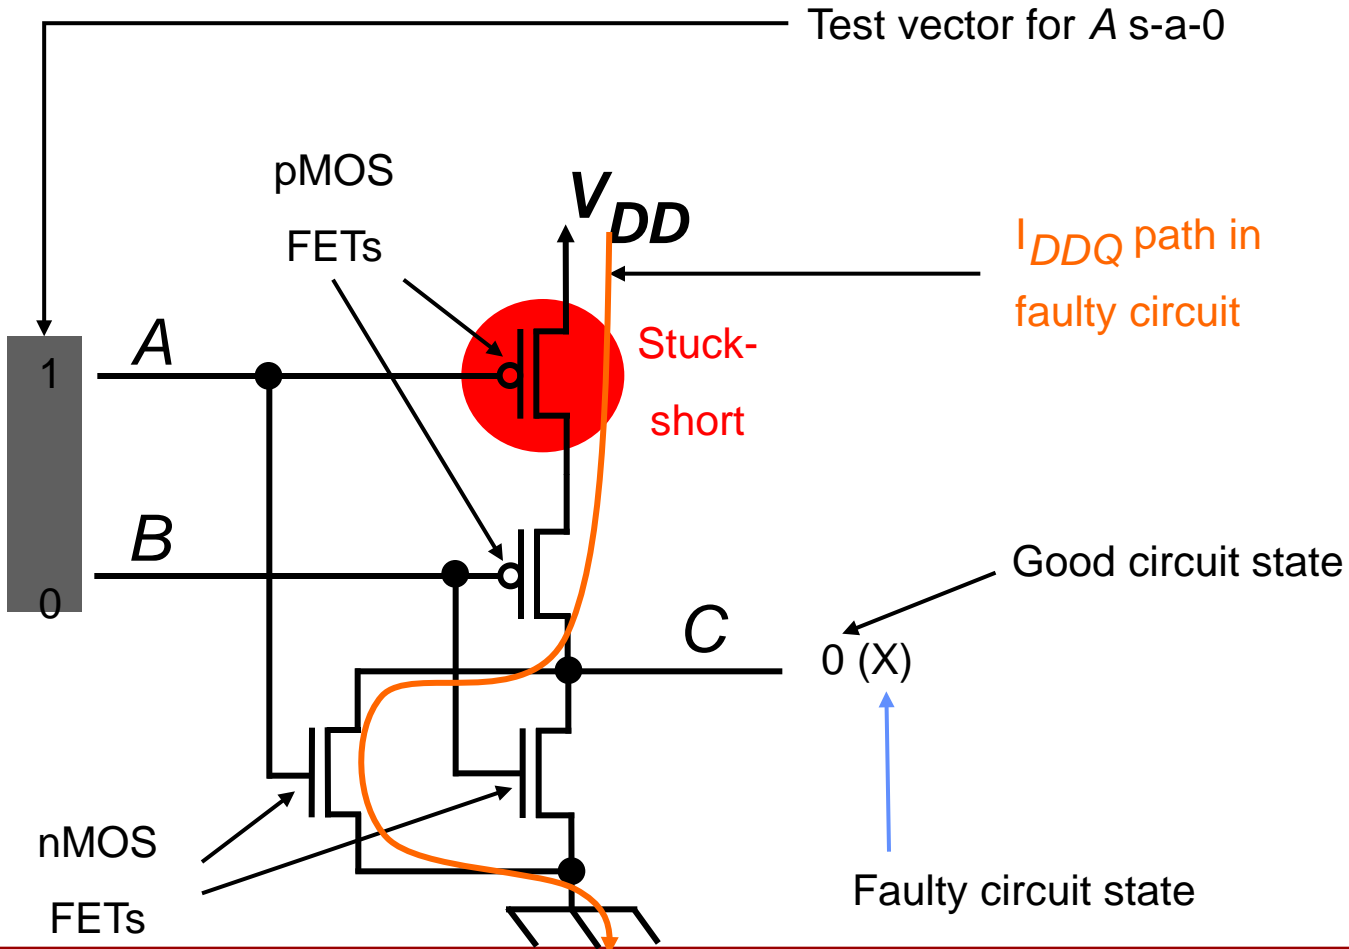 Test vector for A s-a-0
pMOS
FETs
VDD
IDDQ path in
faulty circuit
Stuck-
short
A
1
B
0
Good circuit state
C
0 (X)
nMOS
FETs
Faulty circuit state